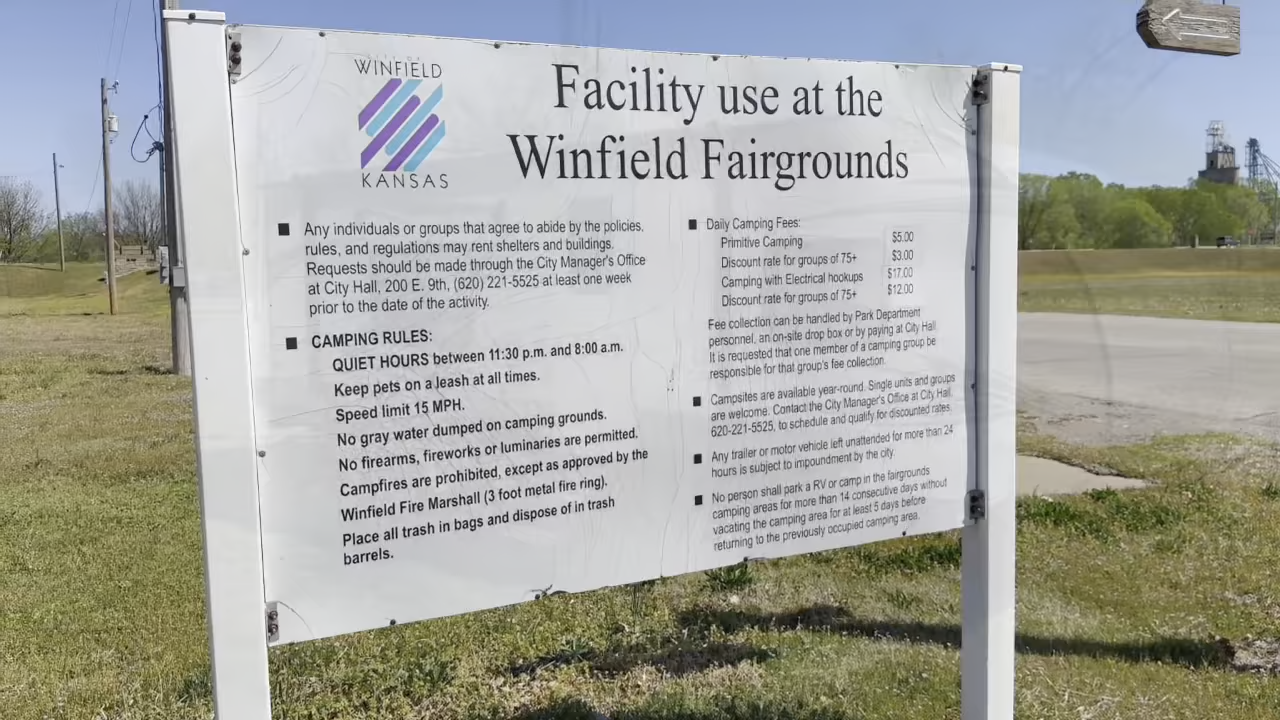 WINFIELD
KANSAS
Facility use at the
Winfield Fairgrounds
■ Any individuals or groups that agree to abide by the policies,
rules, and regulations may rent shelters and buildings.
Requests should be made through the City Manager's Office
at City Hall, 200 E. 9th, (620) 221-5525 at least one week
prior to the date of the activity.
■ CAMPING RULES:
QUIET HOURS between 11:30 p.m. and 8:00 a.m.
Keep pets on a leash at all times.
Speed limit 15 MPH.
No gray water dumped on camping grounds.
No firearms, fireworks or luminaries are permitted.
Campfires are prohibited, except as approved by the
Winfield Fire Marshall (3 foot metal fire ring).
Place all trash in bags and dispose of in trash
barrels.
■ Daily Camping Fees:
Primitive Camping $5.00
Discount rate for groups of 75+ $3.00
Camping with Electrical hookups $17.00
Discount rate for groups of 75+ $12.00
Fee collection can be handled by Park Department
personnel, an on-site drop box or by paying at City Hall.
It is requested that one member of a camping group be
responsible for that group's fee collection.
■ Campsites are available year-round. Single units and groups
are welcome. Contact the City Manager's Office at City Hall,
620-221-5525, to schedule and qualify for discounted rates.
■ Any trailer or motor vehicle left unattended for more than 24
hours is subject to impoundment by the city.
■ No person shall park a RV or camp in the fairgrounds
camping areas for more than 14 consecutive days without
vacating the camping area for at least 5 days before
returning to the previously occupied camping area.